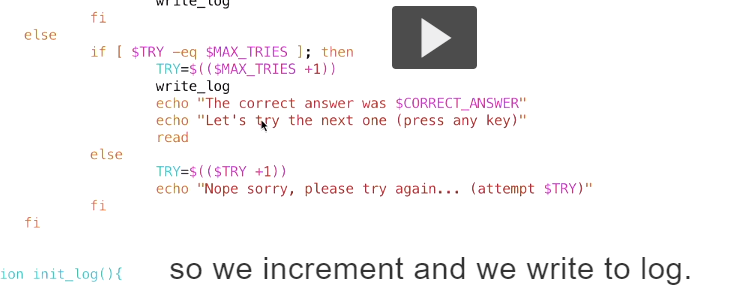 write_log
fi
else
if [ $TRY -eq $MAX_TRIES ]; then
TRY=$(($MAX_TRIES +1))
write_log
echo "The correct answer was $CORRECT_ANSWER"
echo "Let's try the next one (press any key)"
read
else
TRY=$(($TRY +1))
echo "Nope sorry, please try again... (attempt $TRY)"
fi
fi
ion init_log(){
so we increment and we write to log.